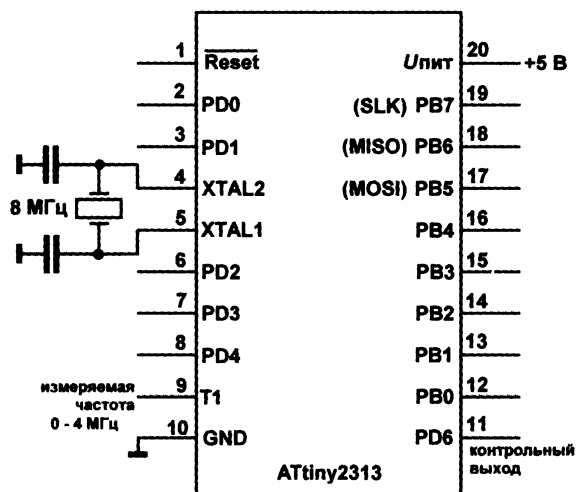 1 Reset Uпит 20 +5 В
2 PD0 (SLK) PB7 19
3 PD1 (MISO) PB6 18
4 XTAL2 (MOSI) PB5 17
8 МГц
5 XTAL1 PB4 16
6 PD2 PB3 15
7 PD3 PB2 14
8 PD4 PB1 13
измеряемая
частота
0 - 4 МГц
9 T1 PB0 12
10 GND PD6 11
контрольный
выход
ATtiny2313